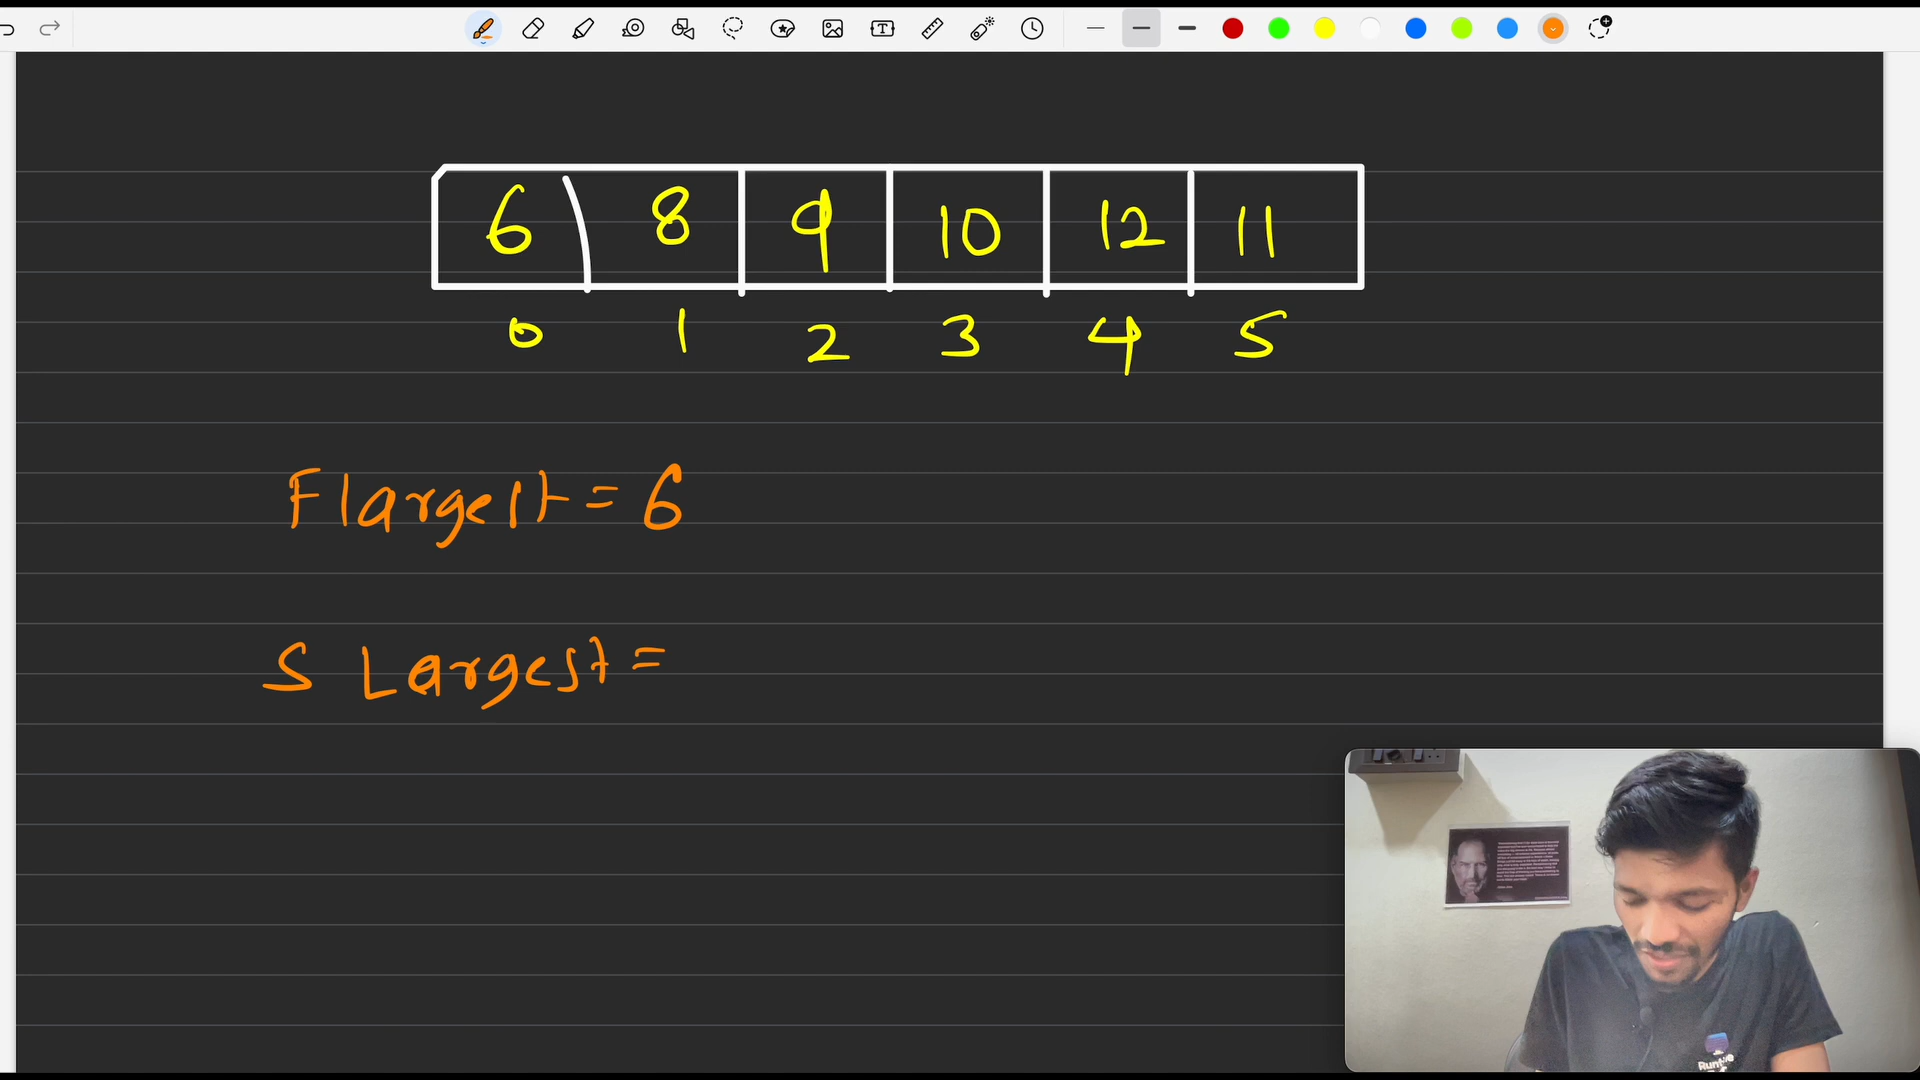 6 8 9 10 12 11
0 1 2 3 4 5
Flargest = 6
S Largest =